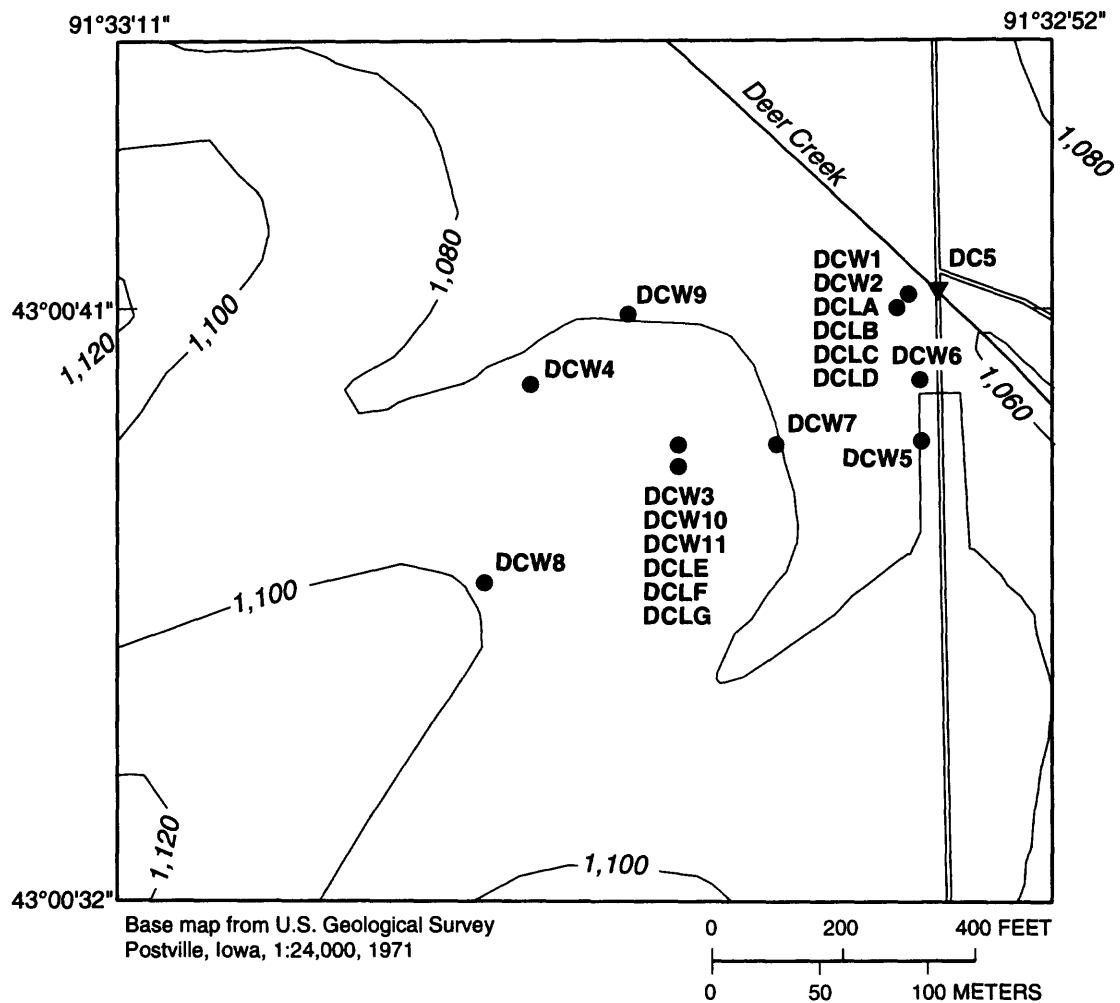 91°33'11"
91°32'52"
Deer Creek
1,080
1,080
DCW1
DC5
DCW2
DCLA
DCLB
DCLC
DCLD
DCW6
43°00'41"
1,100
1,120
DCW9
DCW4
1,060
DCW7
DCW5
DCW3
DCW10
DCW11
DCLE
DCLF
DCLG
DCW8
1,100
1,120
1,100
43°00'32"
Base map from U.S. Geological Survey
Postville, Iowa, 1:24,000, 1971
0 200 400 FEET
0 50 100 METERS